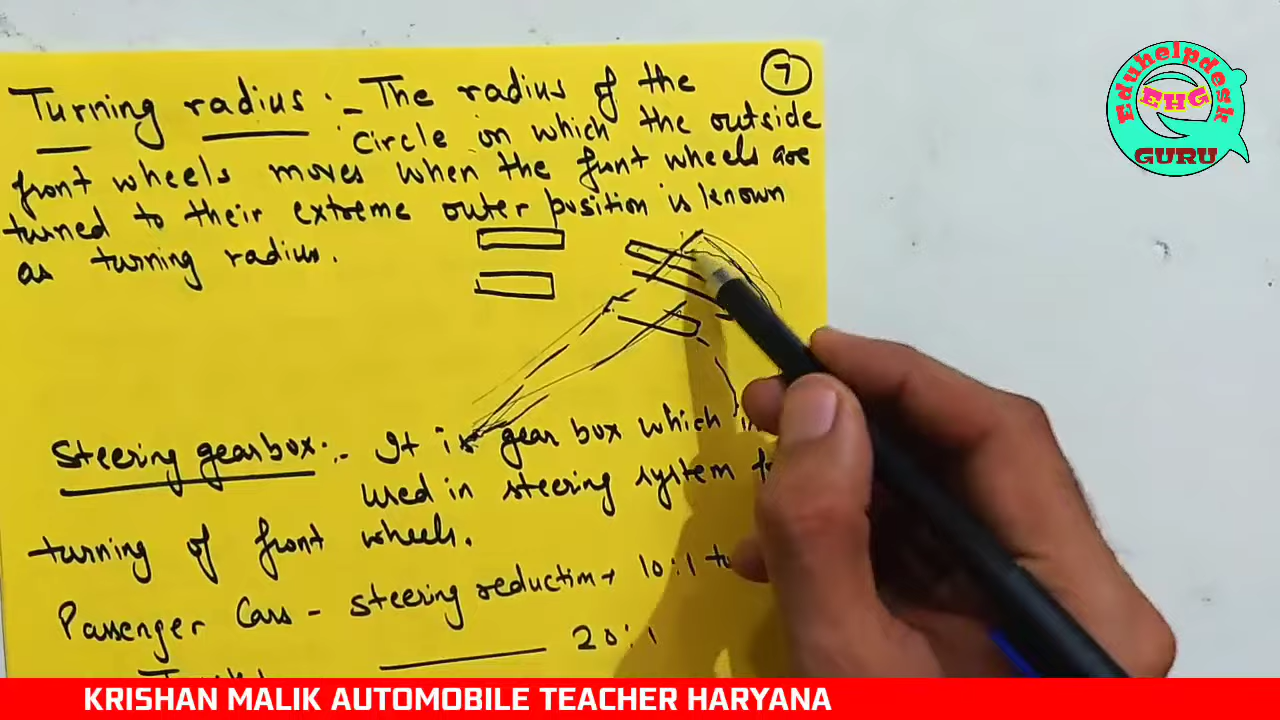 7
Turning radius :- The radius of the
circle on which the outside
front wheels moves when the front wheels are
turned to their extreme outer position is known
as turning radius.
Steering gearbox :- It is gear box which
used in steering system
turning of front wheels.
Passenger Cars - steering reduction → 10:1 to
20:1
Eduhelpdesk
EHG
GURU
KRISHAN MALIK AUTOMOBILE TEACHER HARYANA